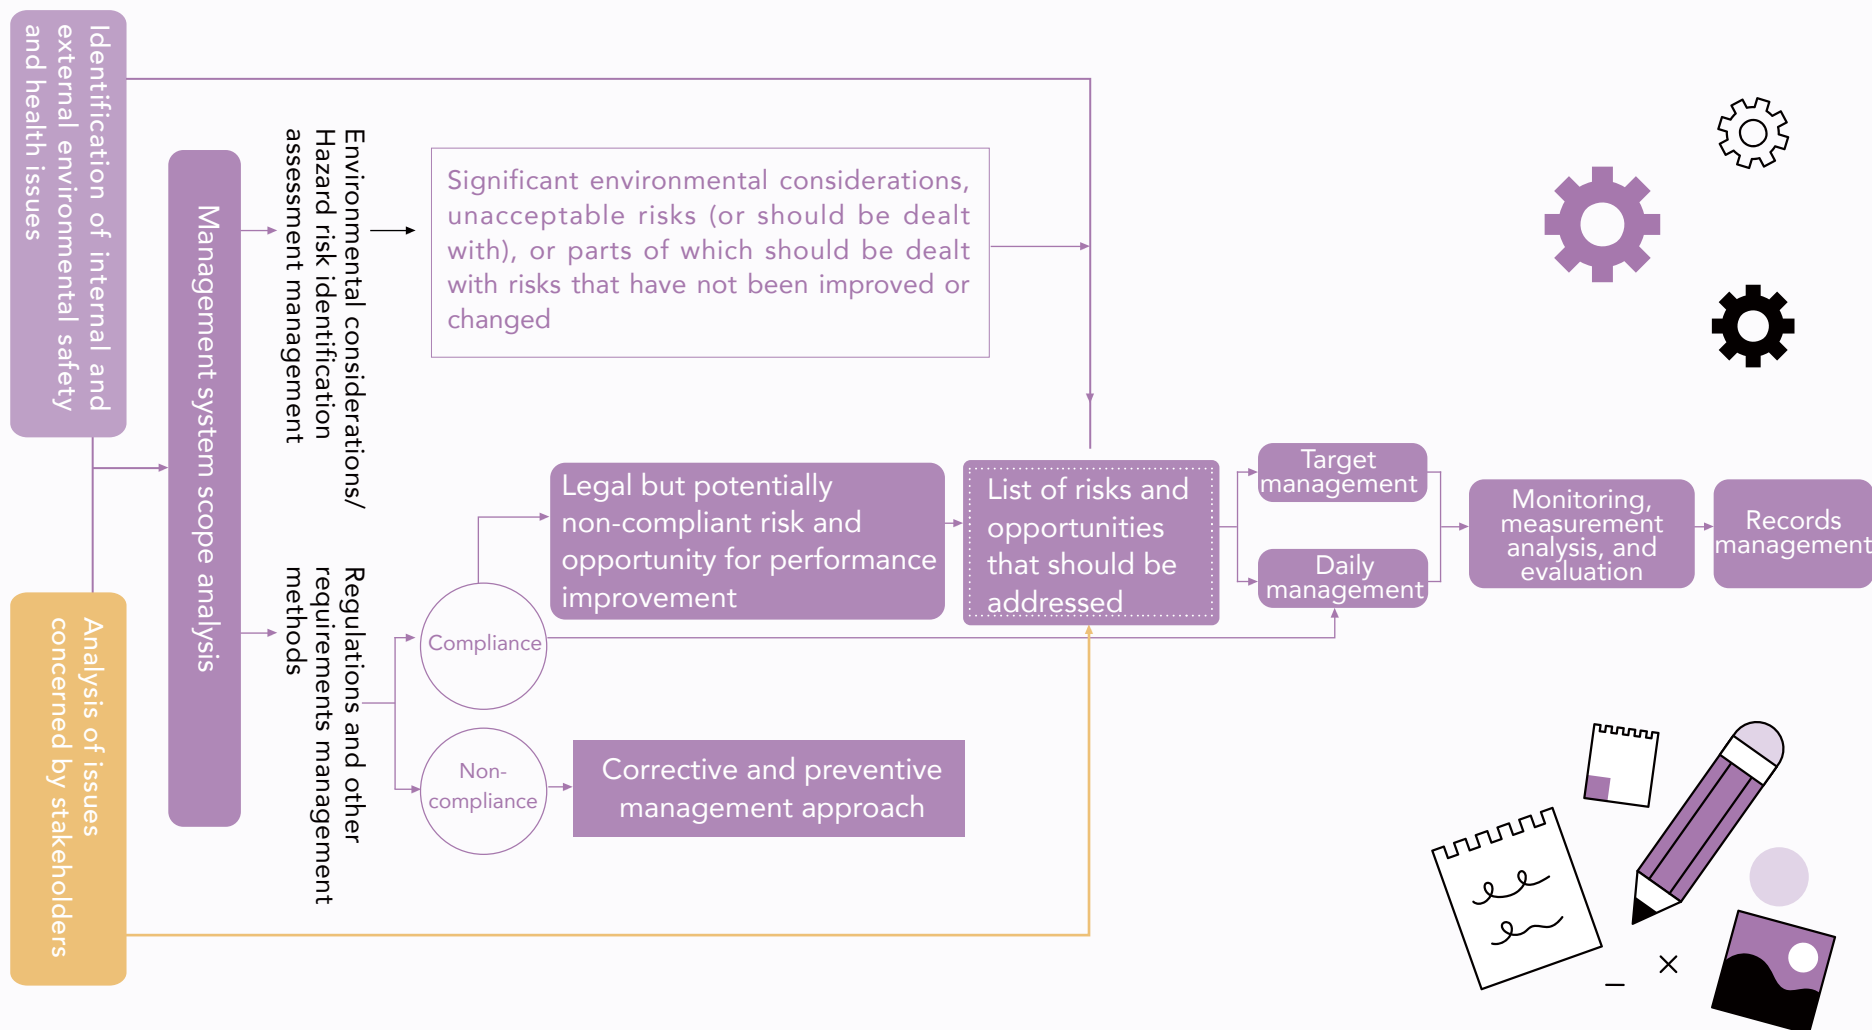 Identification of internal and
external environmental safety
and health issues
Analysis of issues
concerned by stakeholders
Management system scope analysis
Environmental considerations/
Hazard risk identification
assessment management
Regulations and other
requirements management
methods
Significant environmental considerations,
unacceptable risks (or should be dealt
with), or parts of which should be dealt
with risks that have not been improved or
changed
Compliance
Non-
compliance
Legal but potentially
non-compliant risk and
opportunity for performance
improvement
Corrective and preventive
management approach
List of risks and
opportunities
that should be
addressed
Target
management
Daily
management
Monitoring,
measurement
analysis, and
evaluation
Records
management